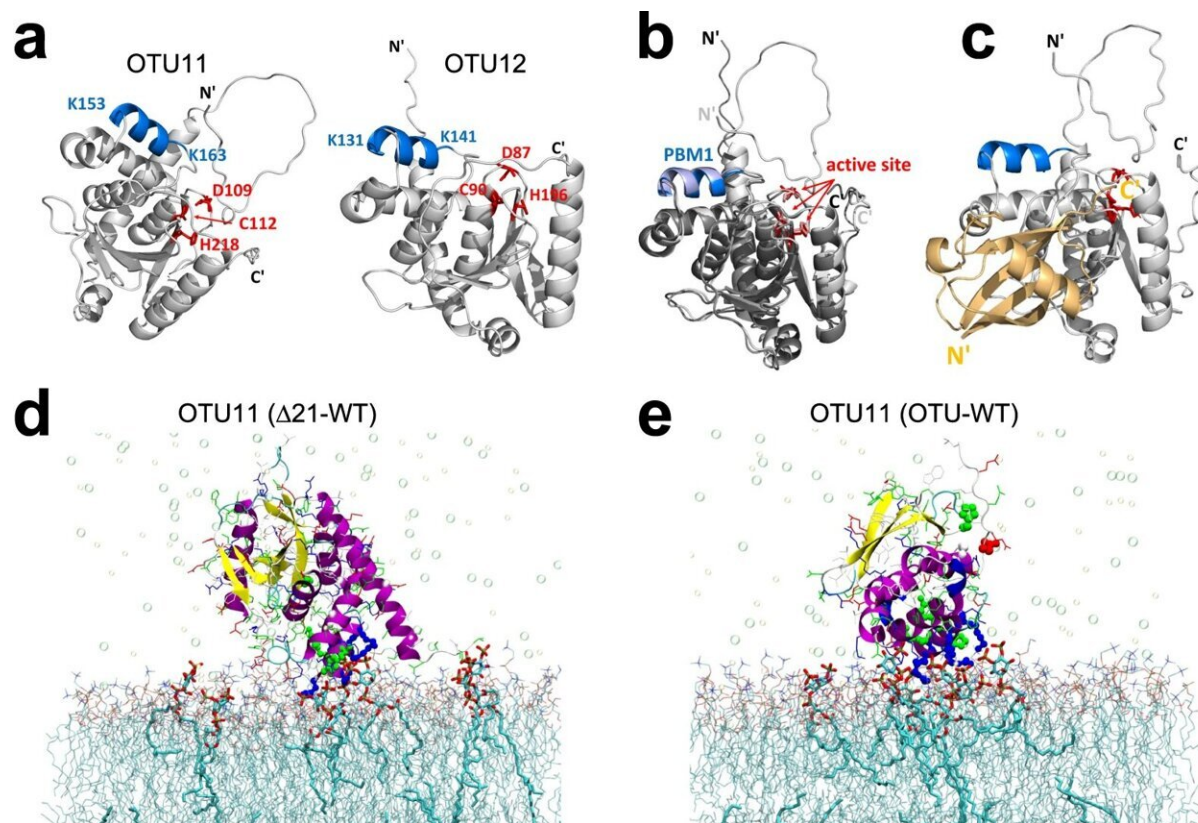 a
OTU11
OTU12
N'
K153
K163
D109
C112
H218
C'
N'
K131
K141
D87
C90
H196
C'
b
N'
N'
PBM1
active site
C'
C'
c
N'
C'
C'
N'
d
OTU11 (Δ21-WT)
e
OTU11 (OTU-WT)